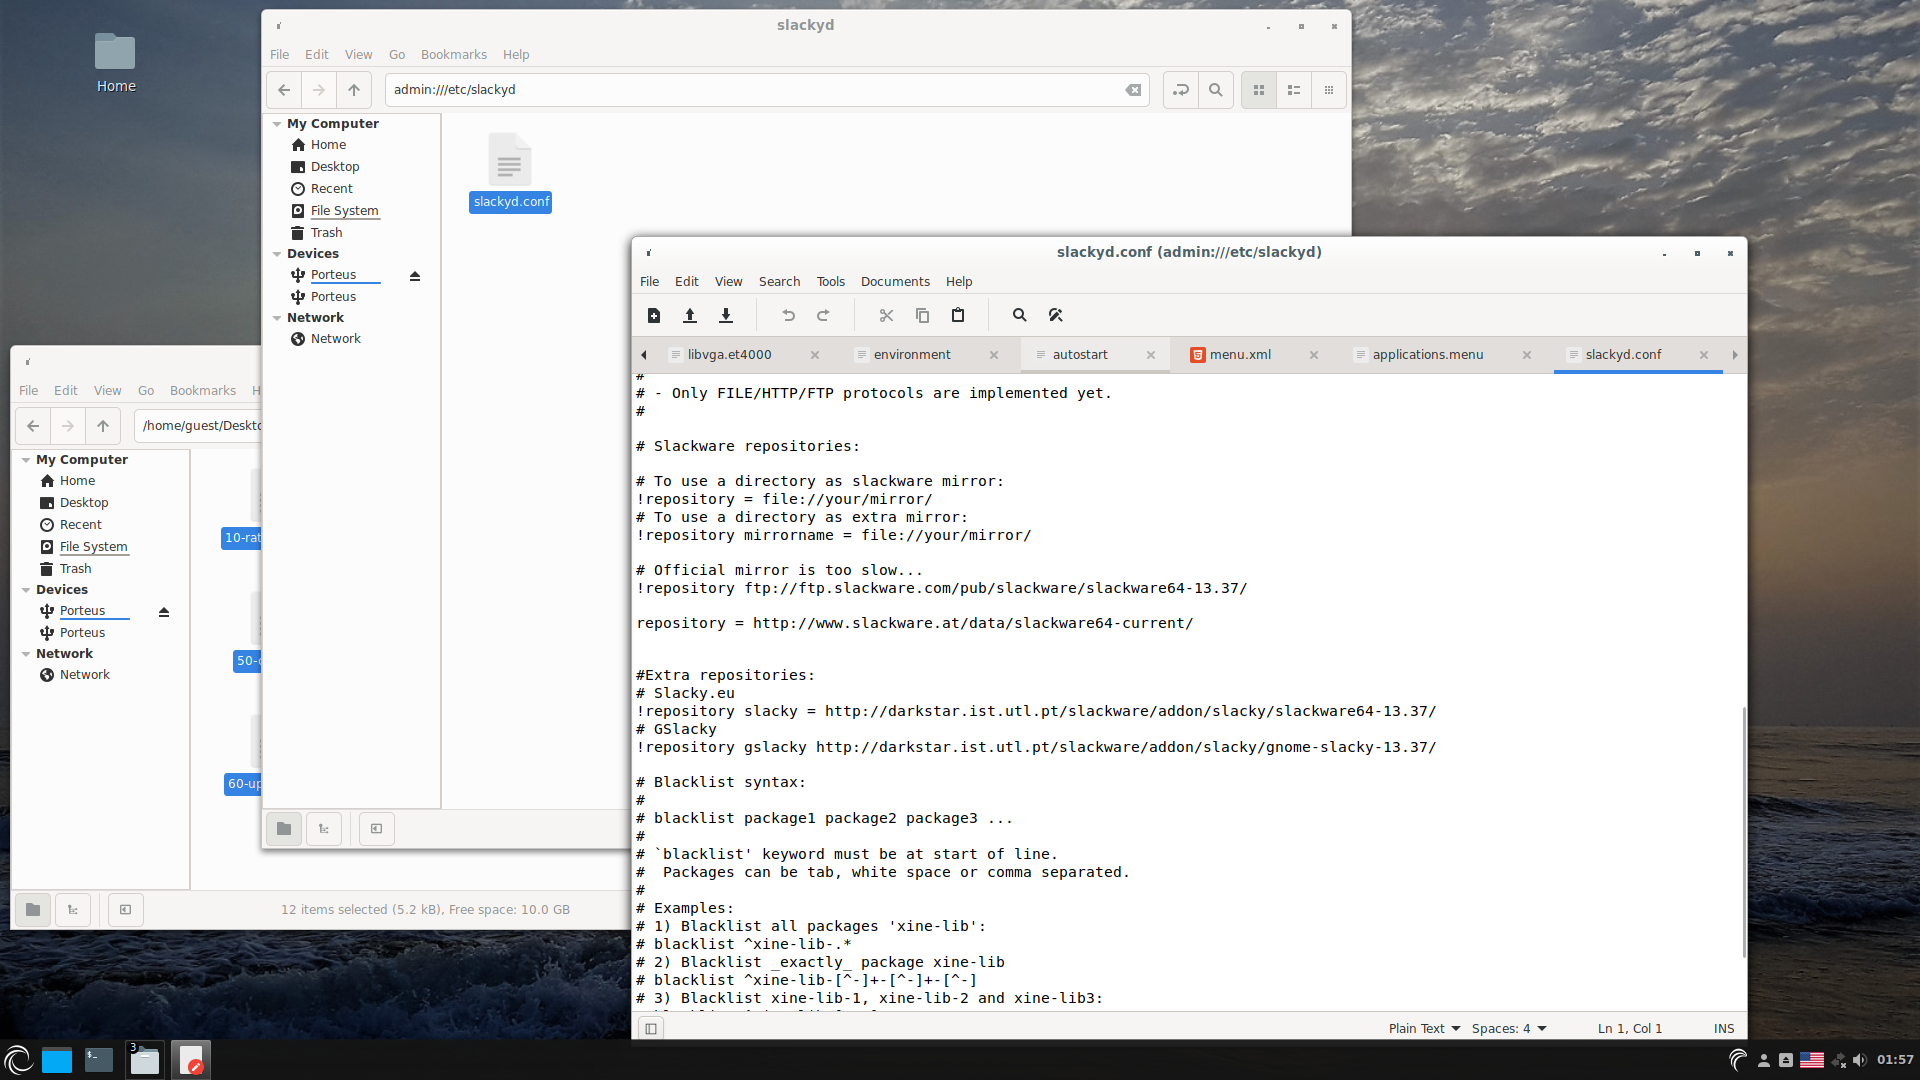 Home
slackyd
File Edit View Go Bookmarks Help
admin:///etc/slackyd
My Computer
Home
Desktop
Recent
File System
Trash
Devices
Porteus
Porteus
Network
Network
slackyd.conf
File Edit View Go Bookmarks H
/home/guest/Deskto
My Computer
Home
Desktop
Recent
File System
Trash
Devices
Porteus
Porteus
Network
Network
10-rat
50-
60-up
12 items selected (5.2 kB), Free space: 10.0 GB
slackyd.conf (admin:///etc/slackyd)
File Edit View Search Tools Documents Help
libvga.et4000 environment autostart menu.xml applications.menu slackyd.conf
#
# - Only FILE/HTTP/FTP protocols are implemented yet.
#
# Slackware repositories:
# To use a directory as slackware mirror:
!repository = file://your/mirror/
# To use a directory as extra mirror:
!repository mirrorname = file://your/mirror/
# Official mirror is too slow...
!repository ftp://ftp.slackware.com/pub/slackware/slackware64-13.37/
repository = http://www.slackware.at/data/slackware64-current/
#Extra repositories:
# Slacky.eu
!repository slacky = http://darkstar.ist.utl.pt/slackware/addon/slacky/slackware64-13.37/
# GSlacky
!repository gslacky http://darkstar.ist.utl.pt/slackware/addon/slacky/gnome-slacky-13.37/
# Blacklist syntax:
#
# blacklist package1 package2 package3 ...
#
# `blacklist' keyword must be at start of line.
#  Packages can be tab, white space or comma separated.
#
# Examples:
# 1) Blacklist all packages 'xine-lib':
# blacklist ^xine-lib-.*
# 2) Blacklist _exactly_ package xine-lib
# blacklist ^xine-lib-[^-]+-[^-]+-[^-]
# 3) Blacklist xine-lib-1, xine-lib-2 and xine-lib3:
Plain Text Spaces: 4 Ln 1, Col 1 INS
3
01:57